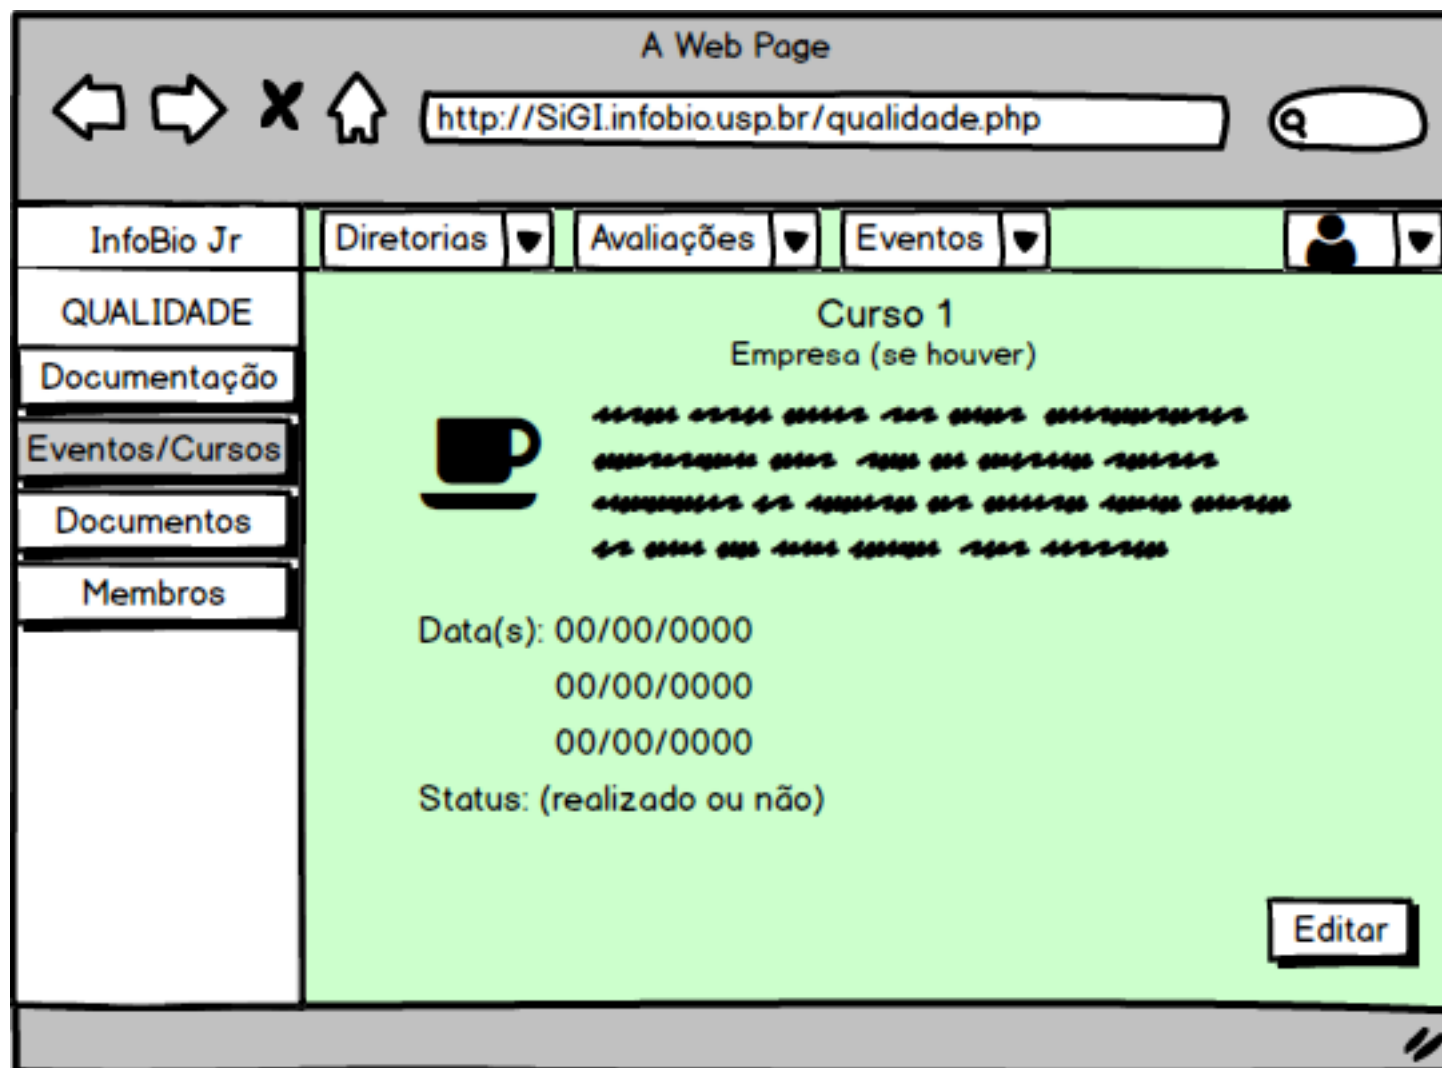 A Web Page
http://SiGI.infobio.usp.br/qualidade.php
InfoBio Jr
Diretorias
Avaliações
Eventos
QUALIDADE
Documentação
Eventos/Cursos
Documentos
Membros
Curso 1
Empresa (se houver)
Data(s): 00/00/0000
00/00/0000
00/00/0000
Status: (realizado ou não)
Editar